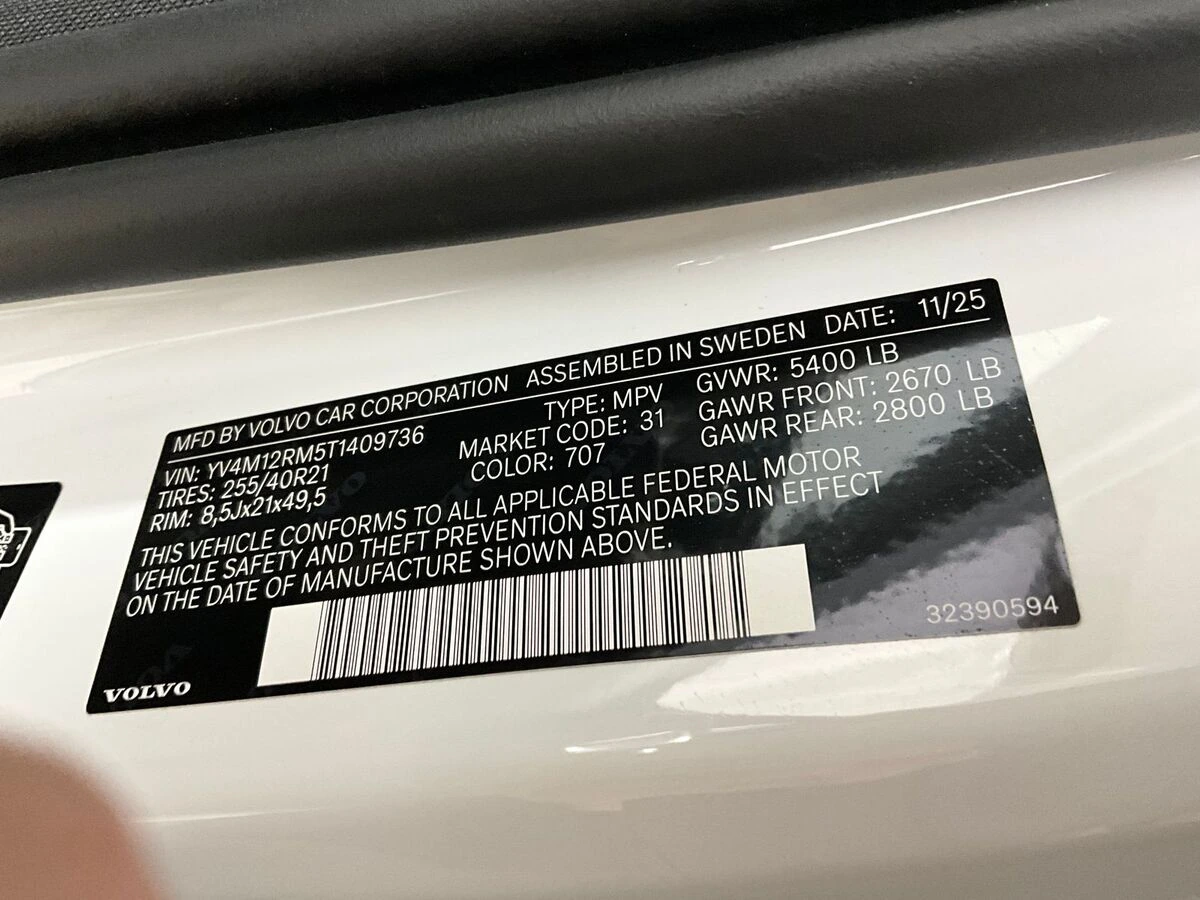 MFD BY VOLVO CAR CORPORATION ASSEMBLED IN SWEDEN DATE: 11/25
VIN: YV4M12RM5T1409736 TYPE: MPV GVWR: 5400 LB
TIRES: 255/40R21 MARKET CODE: 31 GAWR FRONT: 2670 LB
RIM: 8,5Jx21x49,5 COLOR: 707 GAWR REAR: 2800 LB
THIS VEHICLE CONFORMS TO ALL APPLICABLE FEDERAL MOTOR
VEHICLE SAFETY AND THEFT PREVENTION STANDARDS IN EFFECT
ON THE DATE OF MANUFACTURE SHOWN ABOVE.
VOLVO
32390594